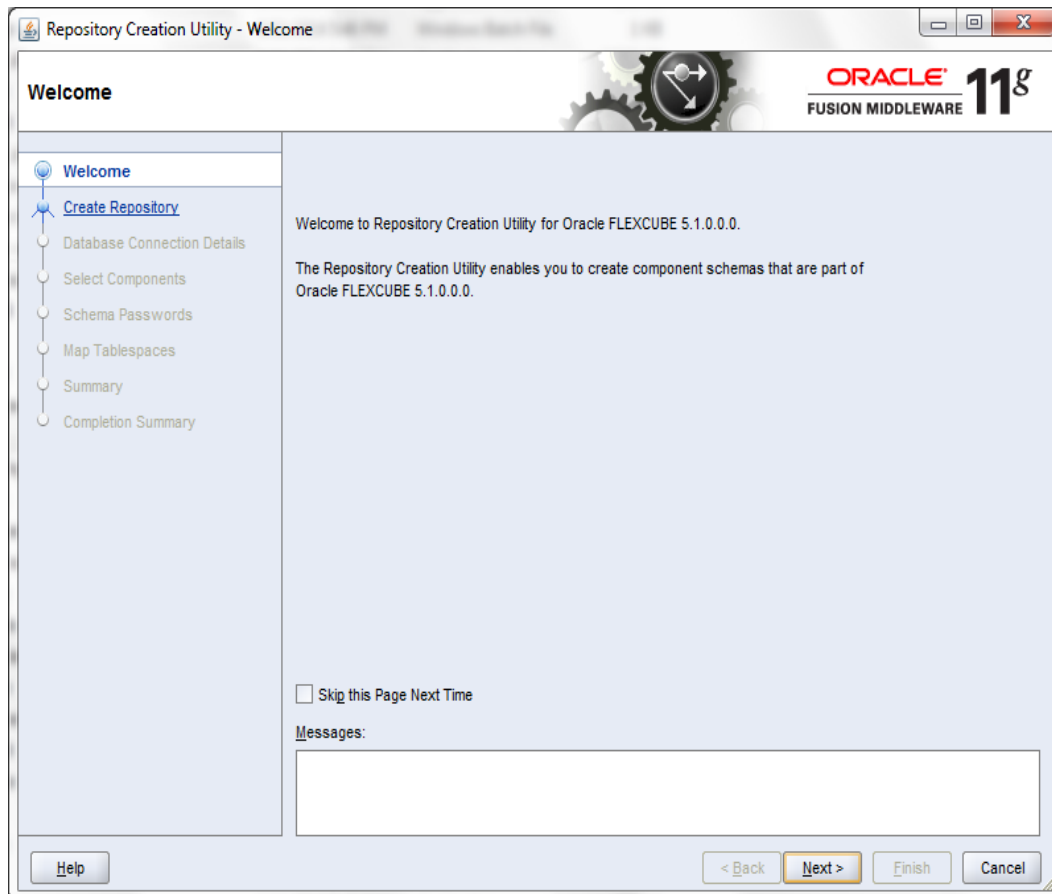 Repository Creation Utility - Welcome
Welcome
ORACLE
FUSION MIDDLEWARE
11g
Welcome
Create Repository
Database Connection Details
Select Components
Schema Passwords
Map Tablespaces
Summary
Completion Summary
Welcome to Repository Creation Utility for Oracle FLEXCUBE 5.1.0.0.0.
The Repository Creation Utility enables you to create component schemas that are part of
Oracle FLEXCUBE 5.1.0.0.0.
Skip this Page Next Time
Messages:
Help
< Back
Next >
Finish
Cancel